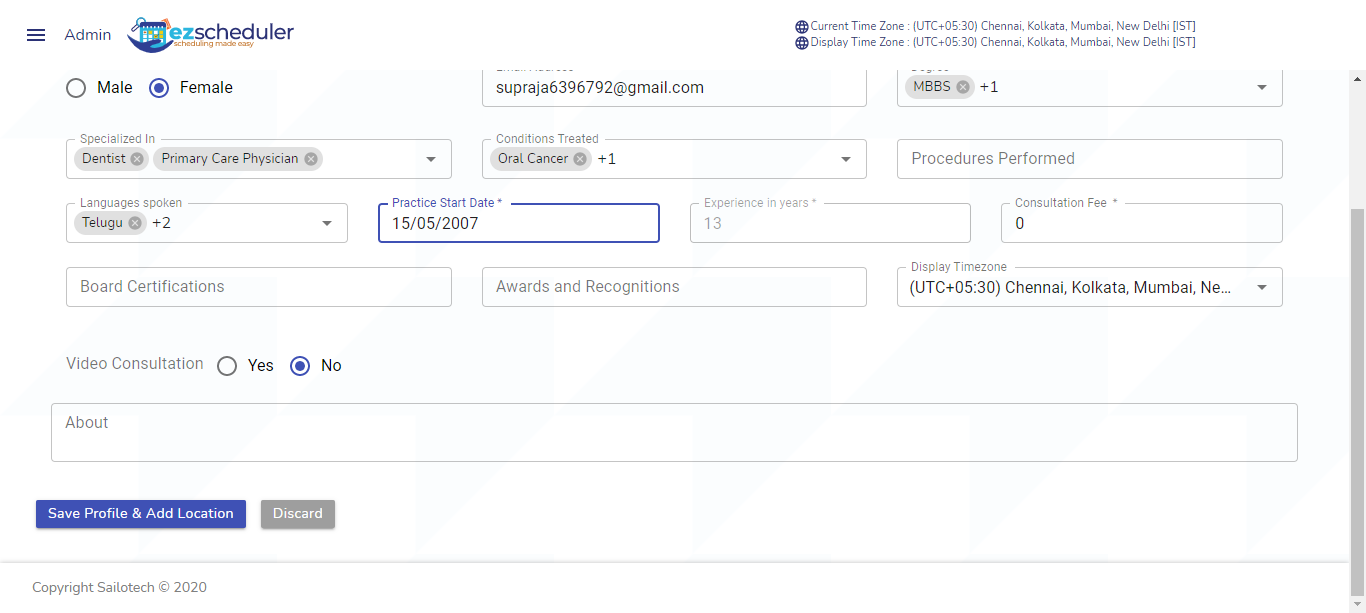 Admin
ezscheduler
scheduling made easy
Current Time Zone : (UTC+05:30) Chennai, Kolkata, Mumbai, New Delhi [IST]
Display Time Zone : (UTC+05:30) Chennai, Kolkata, Mumbai, New Delhi [IST]
Male Female
Email Address
supraja6396792@gmail.com
Degree
MBBS +1
Specialized In
Dentist Primary Care Physician
Conditions Treated
Oral Cancer +1
Procedures Performed
Languages spoken
Telugu +2
Practice Start Date *
15/05/2007
Experience in years *
13
Consultation Fee *
0
Board Certifications
Awards and Recognitions
Display Timezone
(UTC+05:30) Chennai, Kolkata, Mumbai, Ne...
Video Consultation Yes No
About
Save Profile & Add Location Discard
Copyright Sailotech © 2020